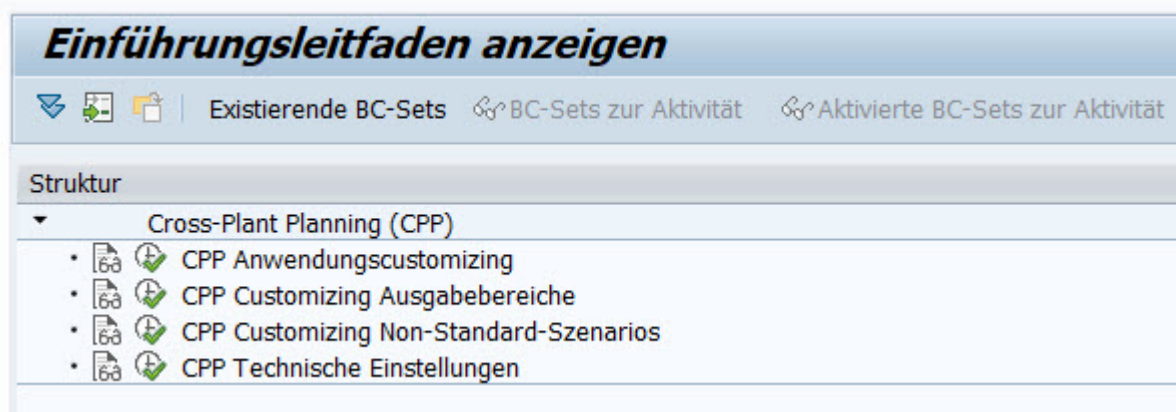 Einführungsleitfaden anzeigen
Existierende BC-Sets BC-Sets zur Aktivität Aktivierte BC-Sets zur Aktivität
Struktur
Cross-Plant Planning (CPP)
CPP Anwendungscustomizing
CPP Customizing Ausgabebereiche
CPP Customizing Non-Standard-Szenarios
CPP Technische Einstellungen